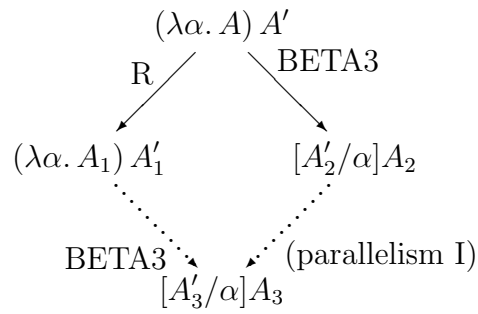 (λα. A) A′
R
BETA3
(λα. A₁) A′₁
[A′₂/α]A₂
BETA3
(parallelism I)
[A′₃/α]A₃